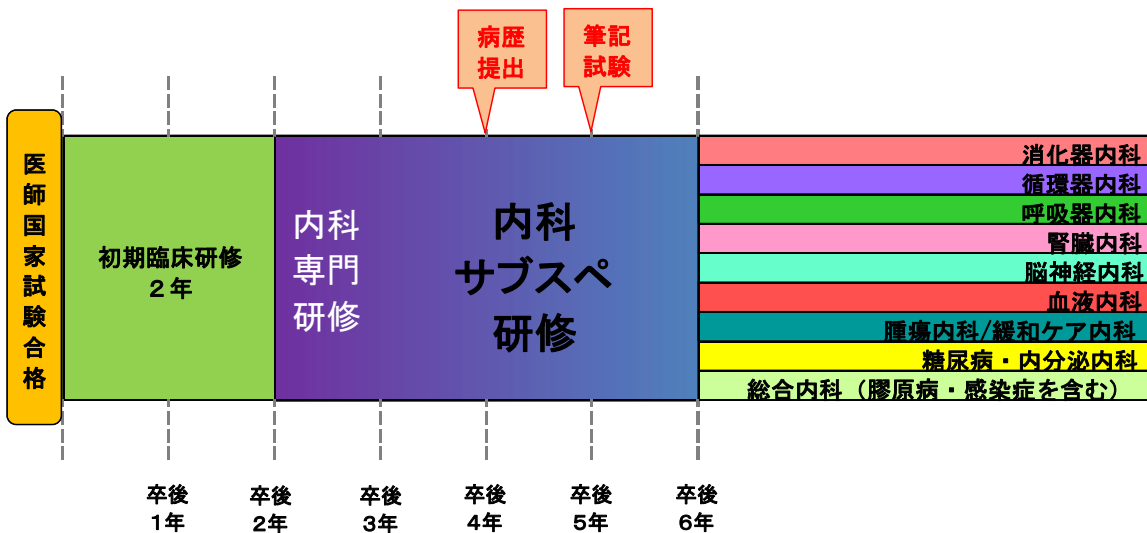 病歴
提出
筆記
試験
医師国家試験合格
初期臨床研修
２年
内科
専門
研修
内科
サブスペ
研修
消化器内科
循環器内科
呼吸器内科
腎臓内科
脳神経内科
血液内科
腫瘍内科/緩和ケア内科
糖尿病・内分泌内科
総合内科（膠原病・感染症を含む）
卒後
1年
卒後
2年
卒後
3年
卒後
4年
卒後
5年
卒後
6年